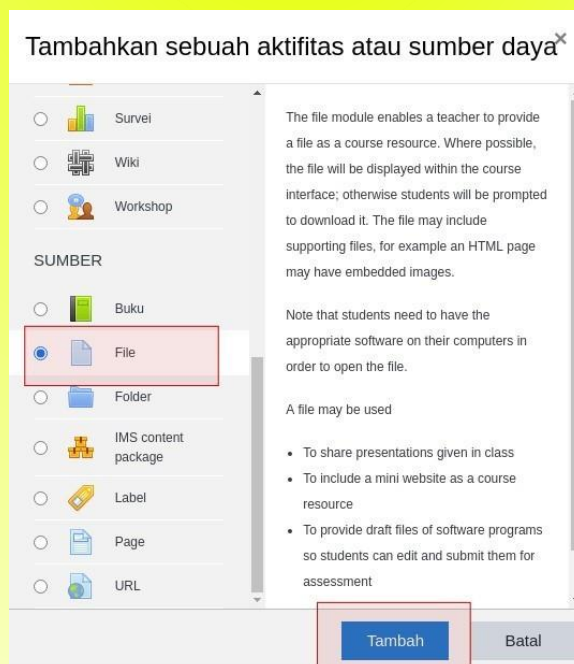 Tambahkan sebuah aktifitas atau sumber daya
×
Survei
Wiki
Workshop
SUMBER
Buku
File
Folder
IMS content
package
Label
Page
URL
The file module enables a teacher to provide
a file as a course resource. Where possible,
the file will be displayed within the course
interface; otherwise students will be prompted
to download it. The file may include
supporting files, for example an HTML page
may have embedded images.
Note that students need to have the
appropriate software on their computers in
order to open the file.
A file may be used
• To share presentations given in class
• To include a mini website as a course
resource
• To provide draft files of software programs
so students can edit and submit them for
assessment
Tambah
Batal